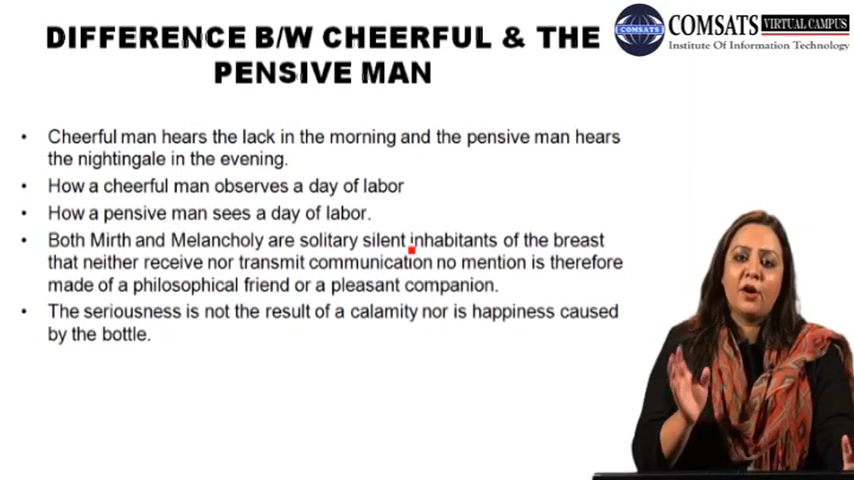 DIFFERENCE B/W CHEERFUL & THE
PENSIVE MAN
COMSATS VIRTUAL CAMPUS
Institute Of Information Technology
COMSATS
• Cheerful man hears the lack in the morning and the pensive man hears
the nightingale in the evening.
• How a cheerful man observes a day of labor
• How a pensive man sees a day of labor.
• Both Mirth and Melancholy are solitary silent inhabitants of the breast
that neither receive nor transmit communication no mention is therefore
made of a philosophical friend or a pleasant companion.
• The seriousness is not the result of a calamity nor is happiness caused
by the bottle.